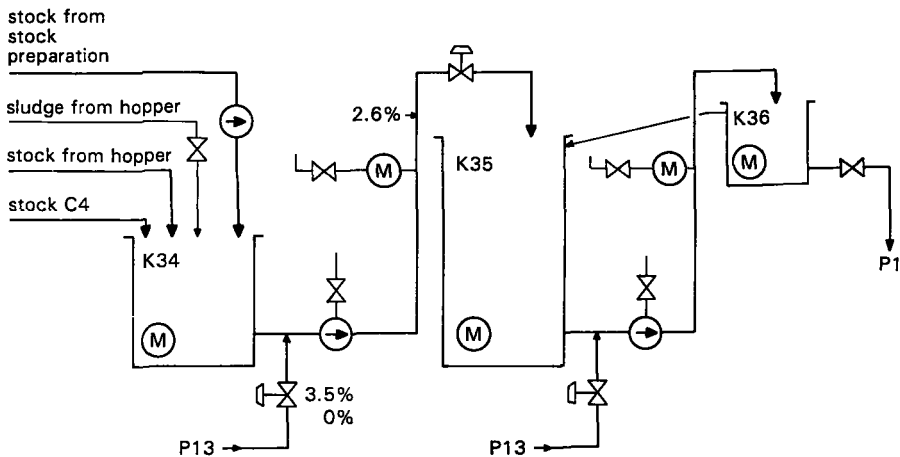 stock from
stock
preparation
sludge from hopper
stock from hopper
stock C4
K34
M
3.5%
0%
P13
2.6%
M
K35
M
P13
M
K36
M
P1